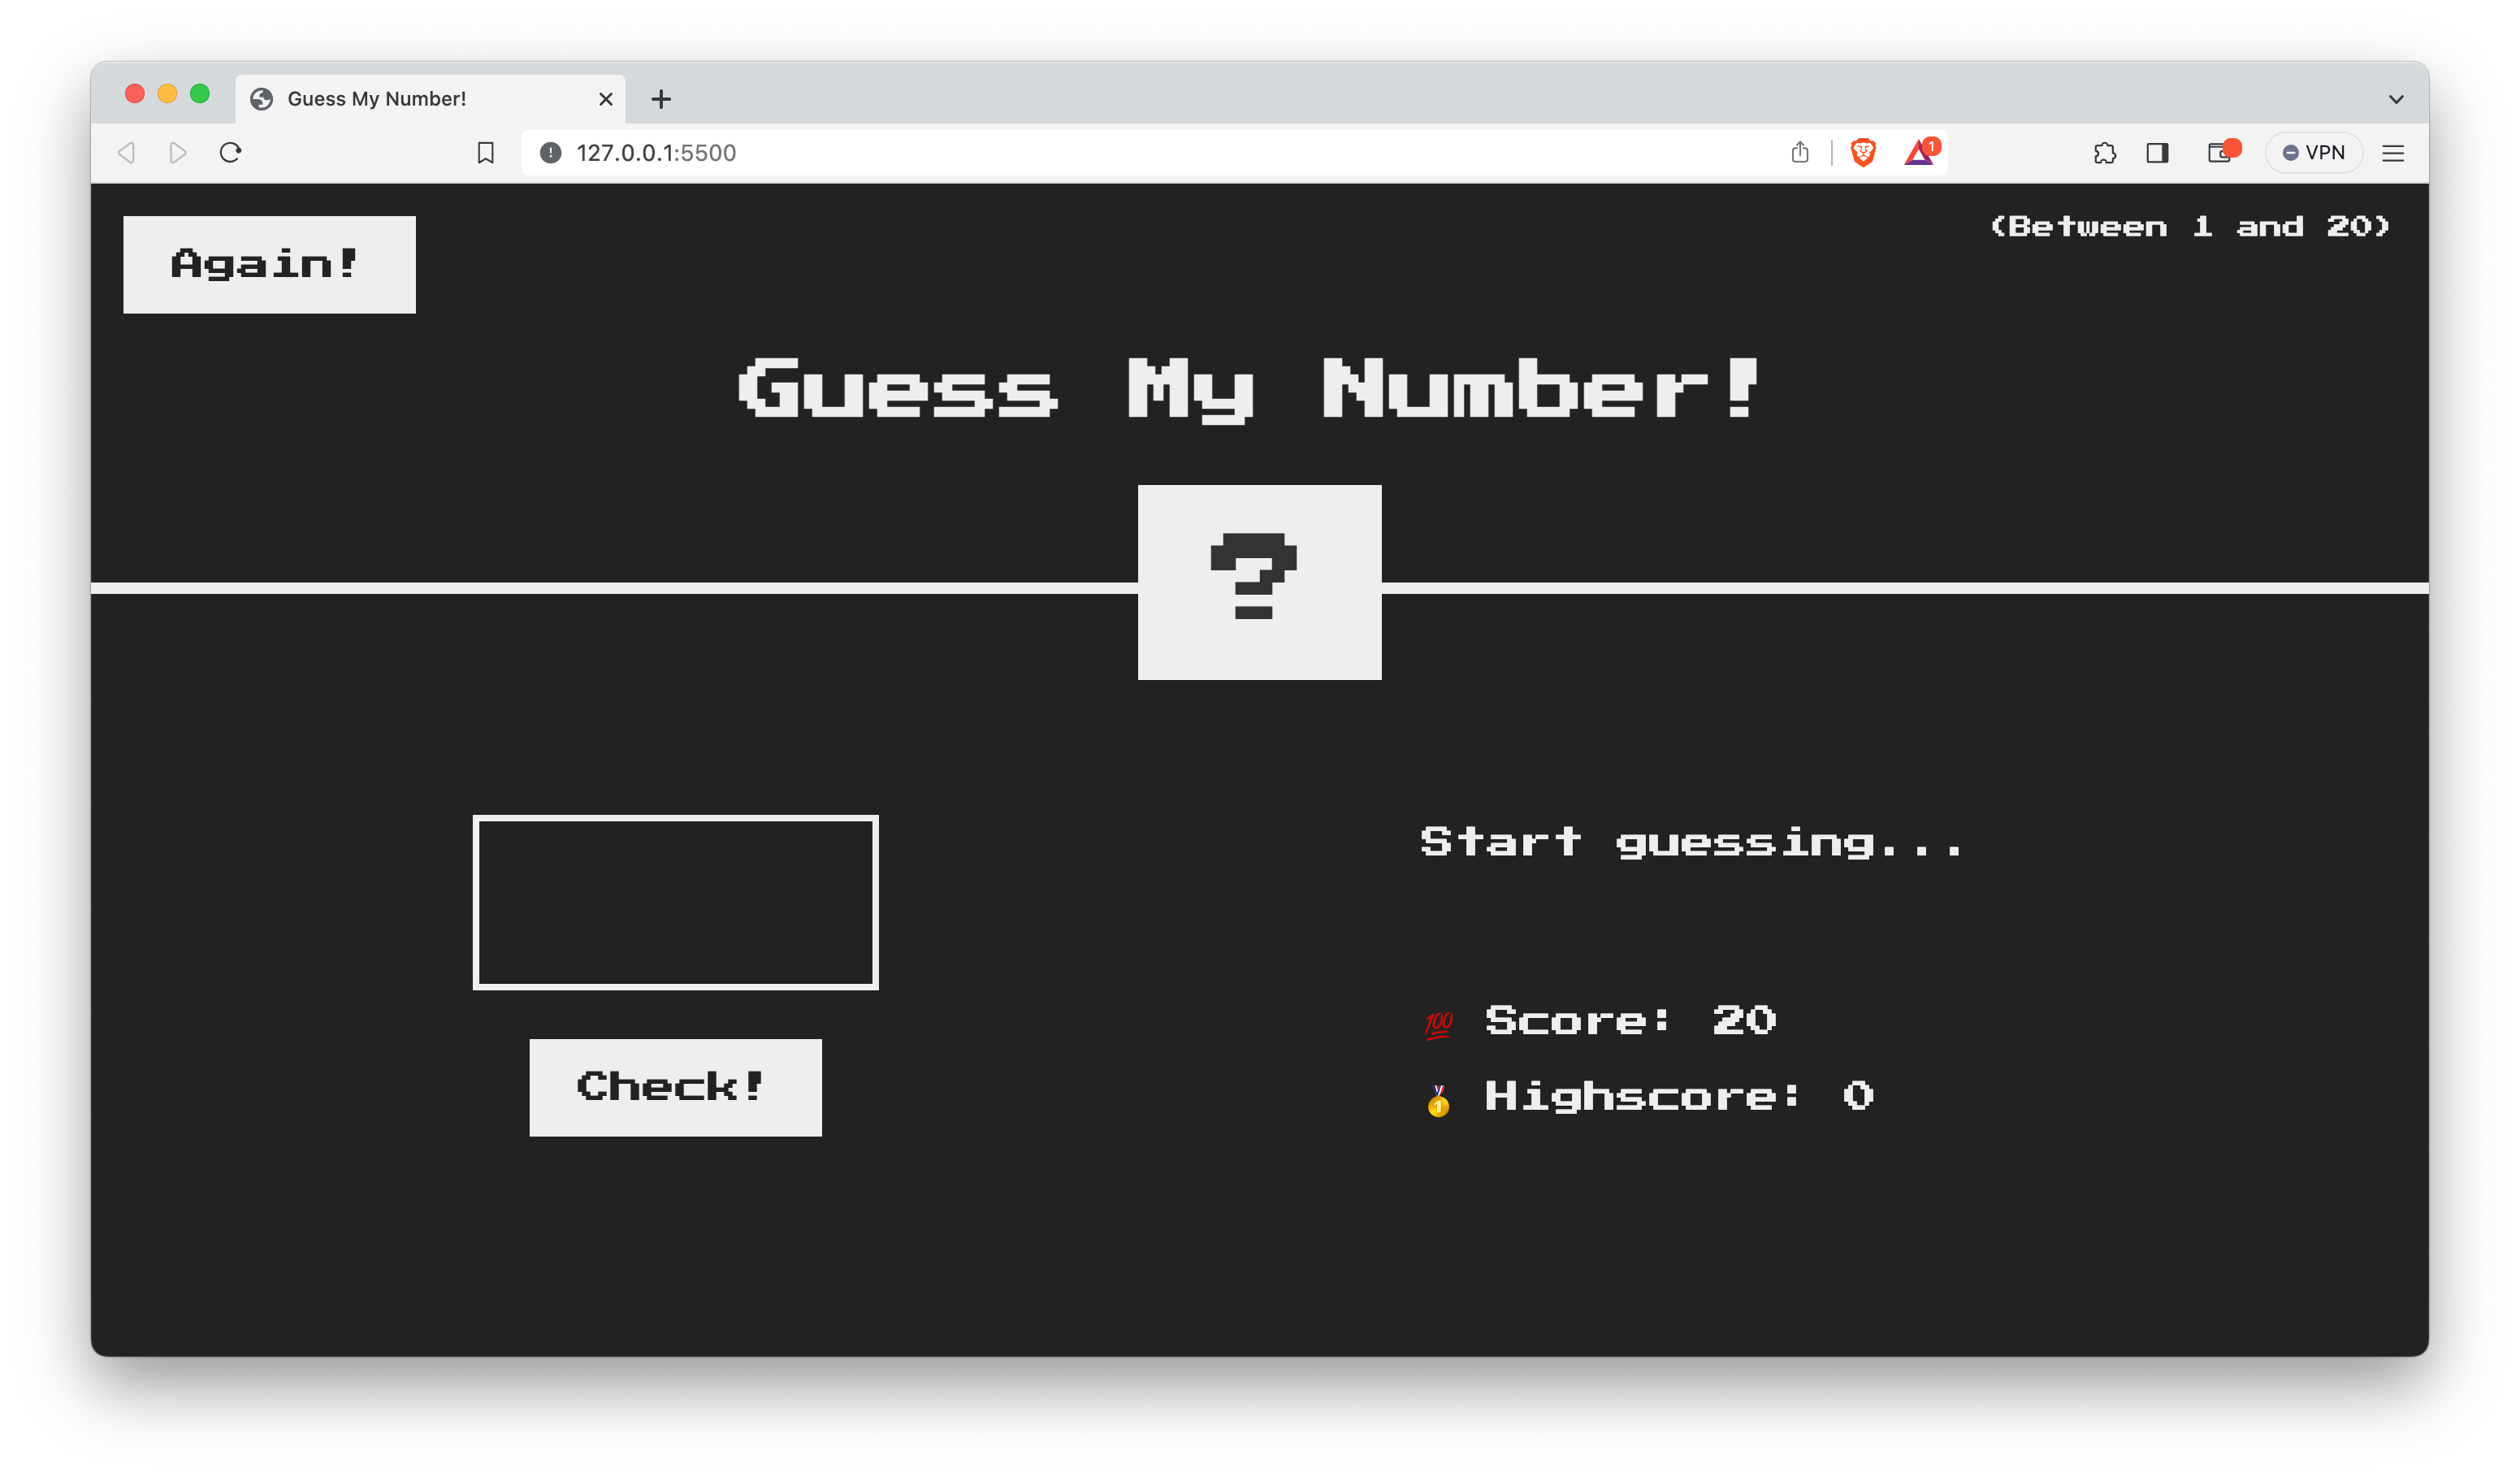 Guess My Number!
127.0.0.1:5500
1
VPN
Again!
(Between 1 and 20)
Guess My Number!
?
Start guessing...
💯 Score: 20
🥇 Highscore: 0
Check!